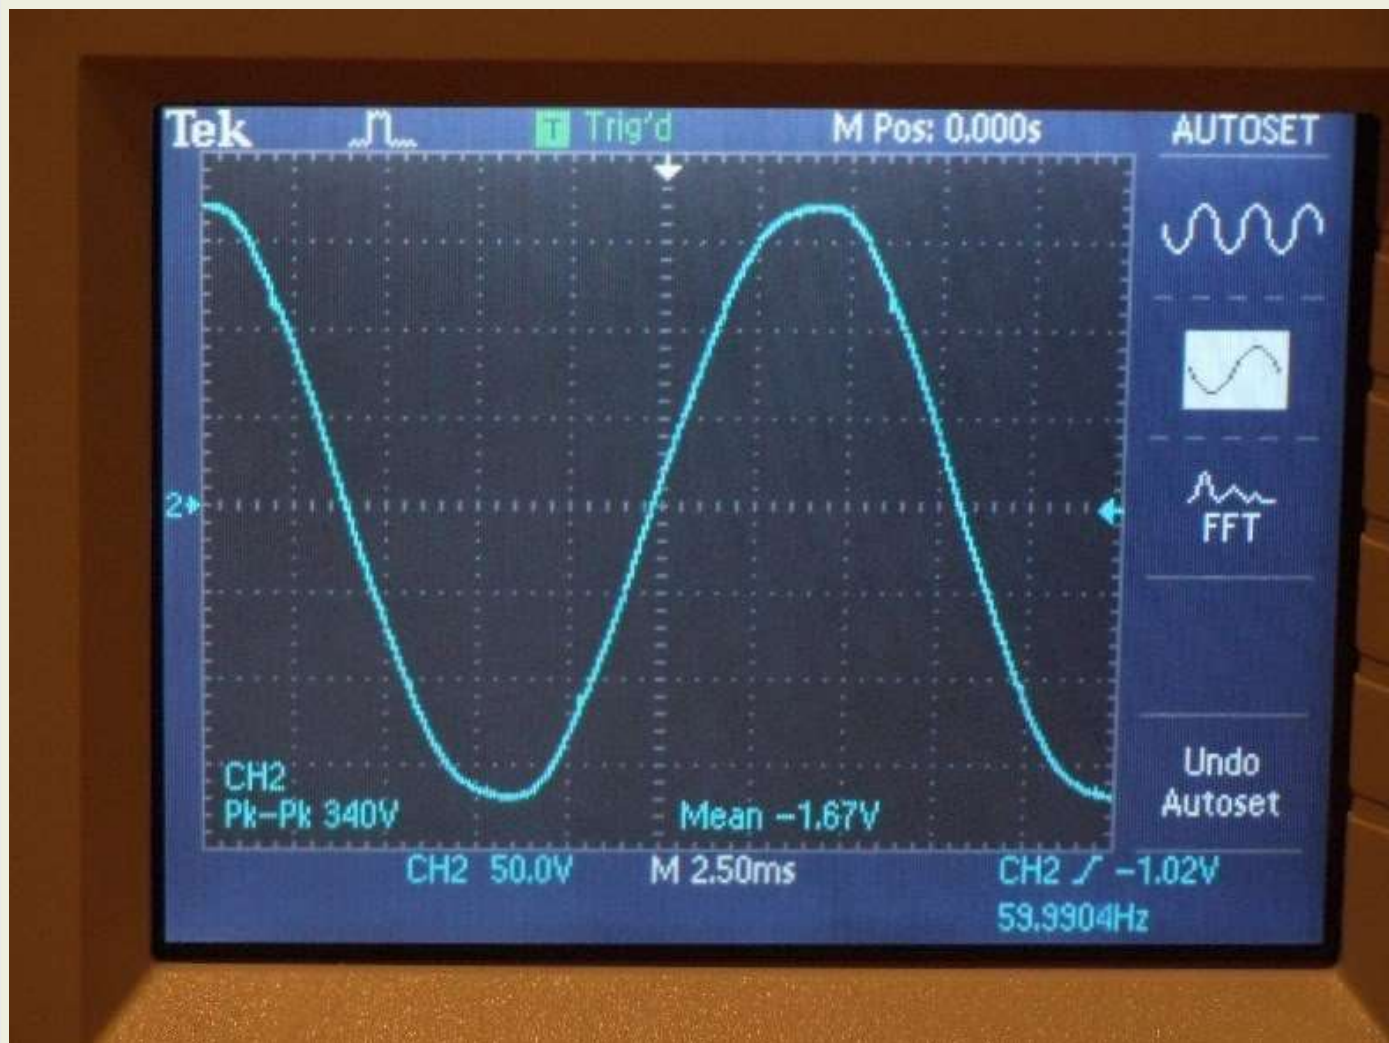 Tek T Trig'd M Pos: 0.000s AUTOSET
2
FFT
Undo
Autoset
CH2
Pk-Pk 340V Mean -1.67V
CH2 50.0V M 2.50ms CH2 -1.02V
59.9904Hz